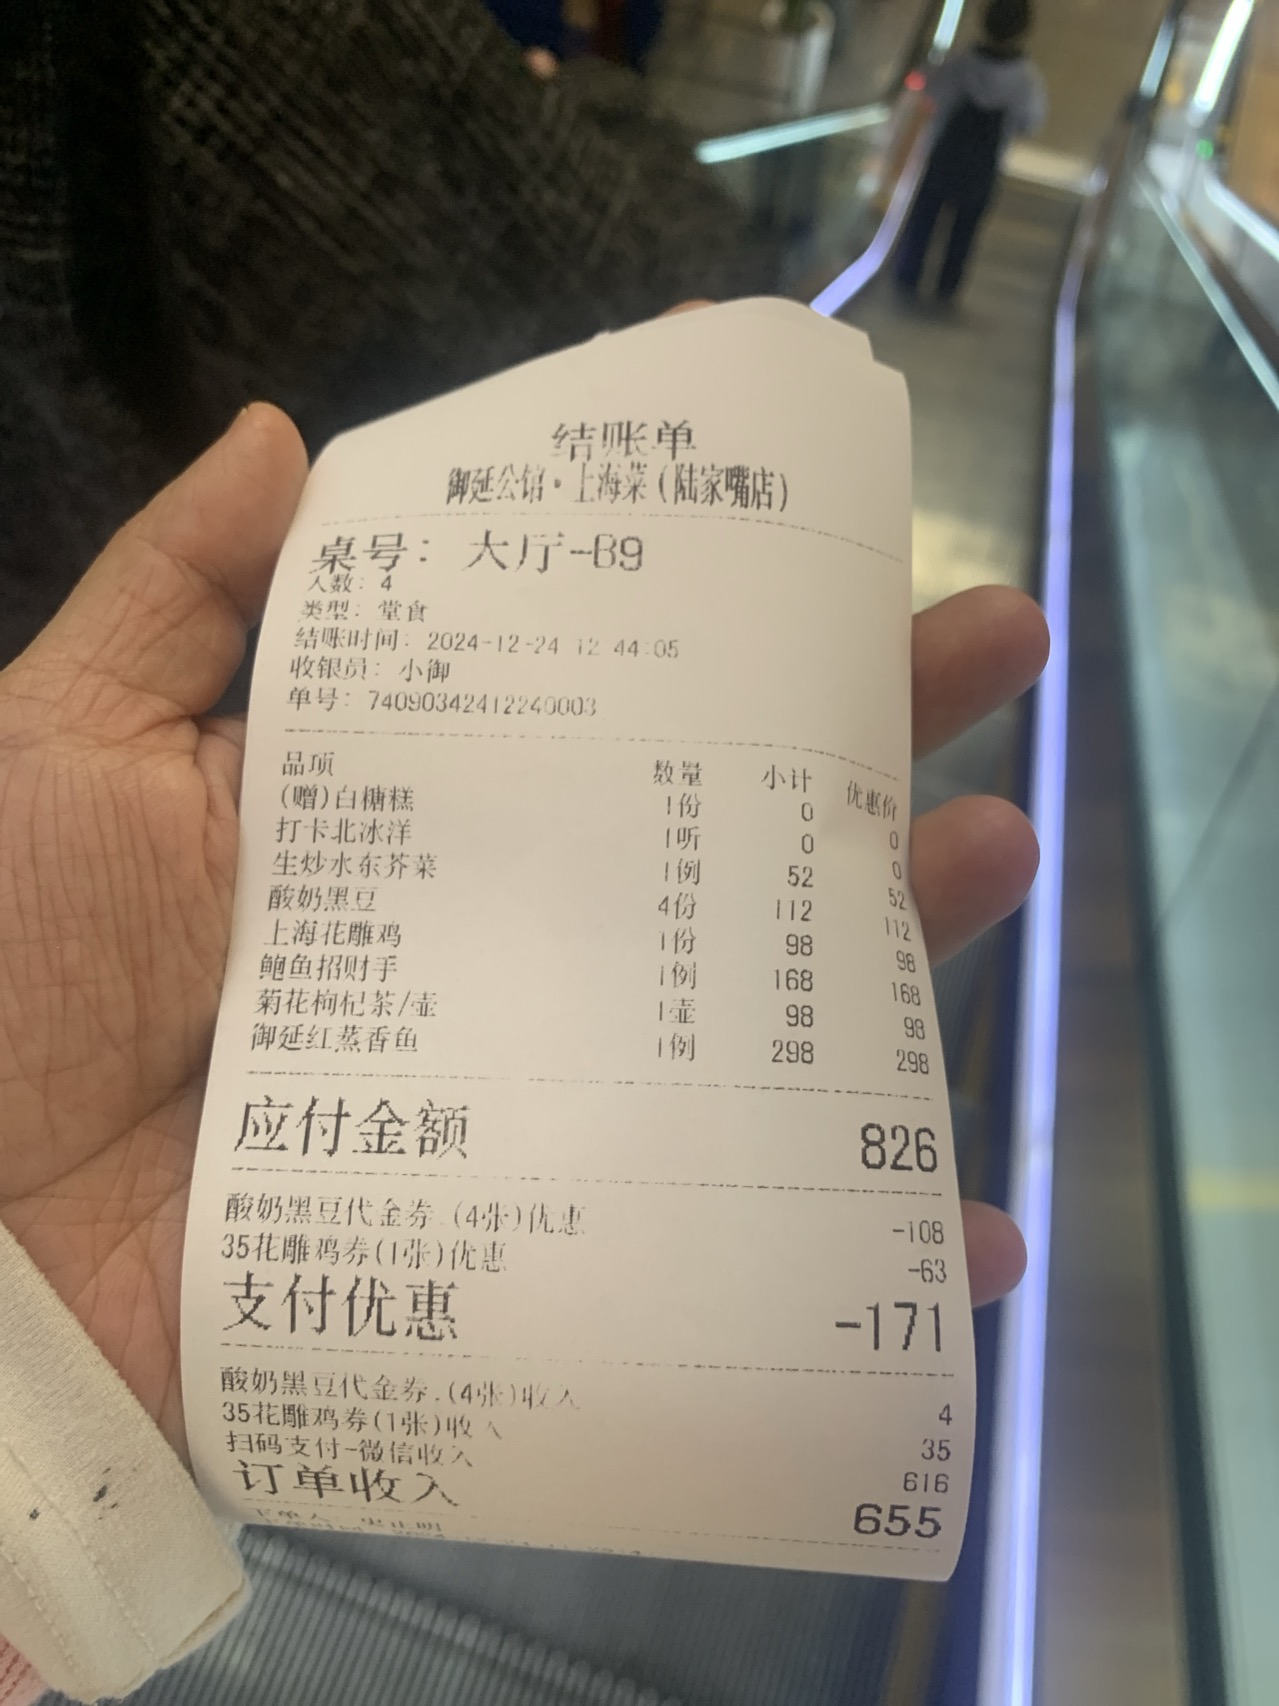 结账单
御延公馆·上海菜(陆家嘴店)
桌号: 大厅-B9
人数: 4
类型: 堂食
结账时间: 2024-12-24 12:44:05
收银员: 小御
单号: 74090342412240003
品项 数量 小计 优惠价
(赠)白糖糕 1份 0 0
打卡北冰洋 1听 0 0
生炒水东芥菜 1例 52 52
酸奶黑豆 4份 112 112
上海花雕鸡 1份 98 98
鲍鱼招财手 1例 168 168
菊花枸杞茶/壶 1壶 98 98
御延红蒸香鱼 1例 298 298
应付金额 826
酸奶黑豆代金券.(4张)优惠 -108
35花雕鸡券(1张)优惠 -63
支付优惠 -171
酸奶黑豆代金券.(4张)收入 4
35花雕鸡券(1张)收入 35
扫码支付-微信收入 616
订单收入 655
下单人